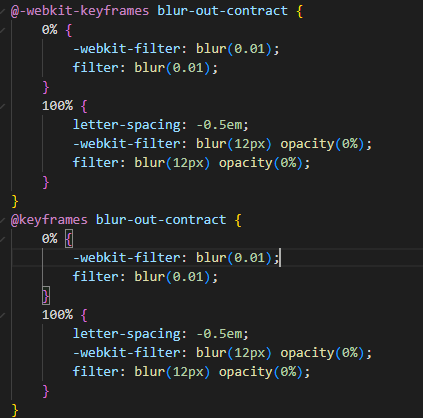 @-webkit-keyframes blur-out-contract {
    0% {
        -webkit-filter: blur(0.01);
        filter: blur(0.01);
    }
    100% {
        letter-spacing: -0.5em;
        -webkit-filter: blur(12px) opacity(0%);
        filter: blur(12px) opacity(0%);
    }
}
@keyframes blur-out-contract {
    0% {
        -webkit-filter: blur(0.01);
        filter: blur(0.01);
    }
    100% {
        letter-spacing: -0.5em;
        -webkit-filter: blur(12px) opacity(0%);
        filter: blur(12px) opacity(0%);
    }
}